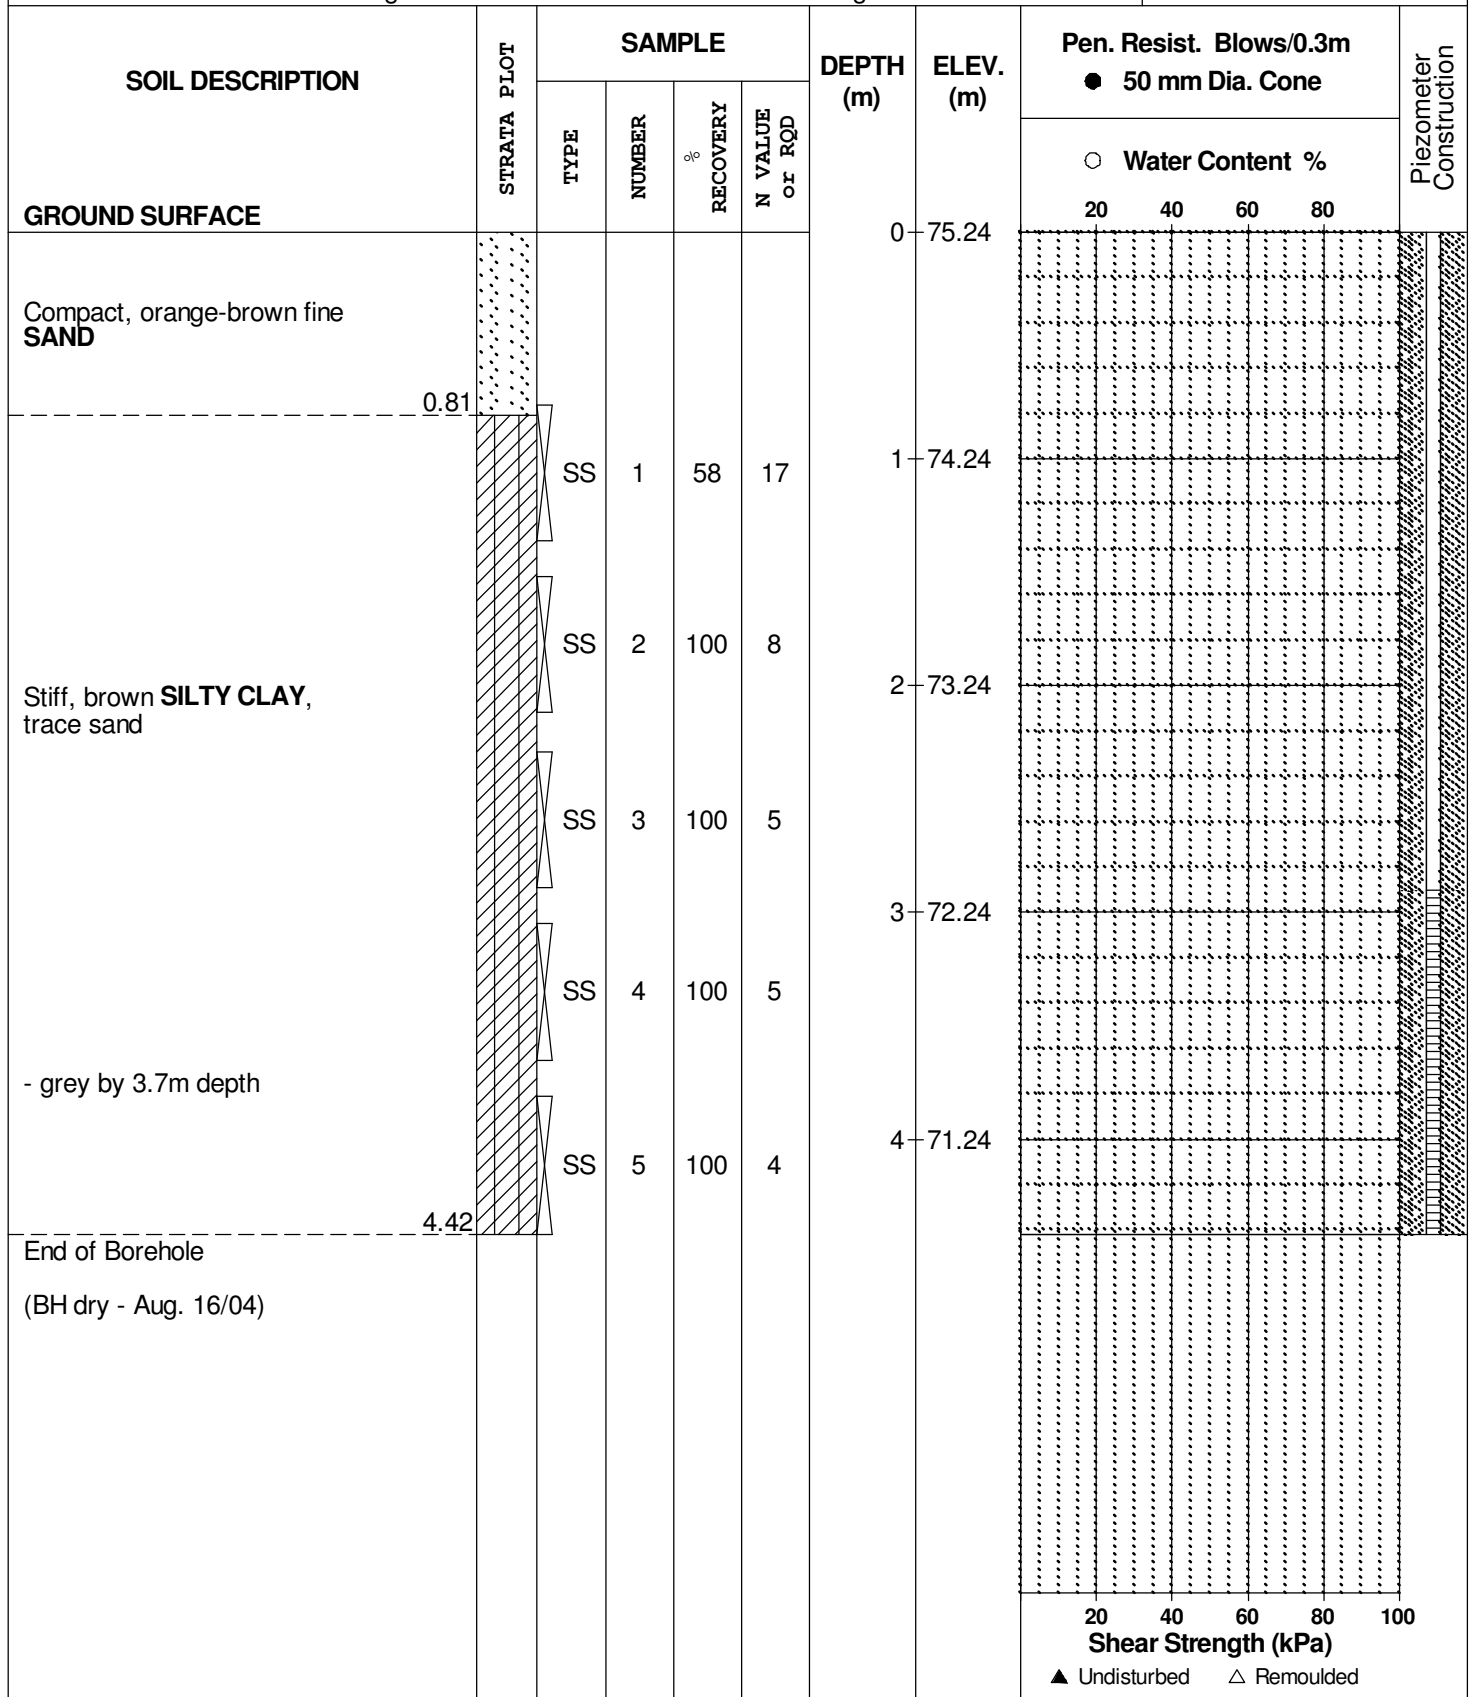 SOIL DESCRIPTION
GROUND SURFACE
STRATA PLOT
SAMPLE
TYPE
NUMBER
%
RECOVERY
N VALUE
or RQD
DEPTH
(m)
ELEV.
(m)
Pen. Resist. Blows/0.3m
● 50 mm Dia. Cone
○ Water Content %
20 40 60 80
Piezometer
Construction
0 75.24
Compact, orange-brown fine
SAND
0.81
SS 1 58 17
1 74.24
SS 2 100 8
2 73.24
Stiff, brown SILTY CLAY,
trace sand
SS 3 100 5
3 72.24
SS 4 100 5
- grey by 3.7m depth
4 71.24
SS 5 100 4
4.42
End of Borehole
(BH dry - Aug. 16/04)
20 40 60 80 100
Shear Strength (kPa)
▲ Undisturbed △ Remoulded